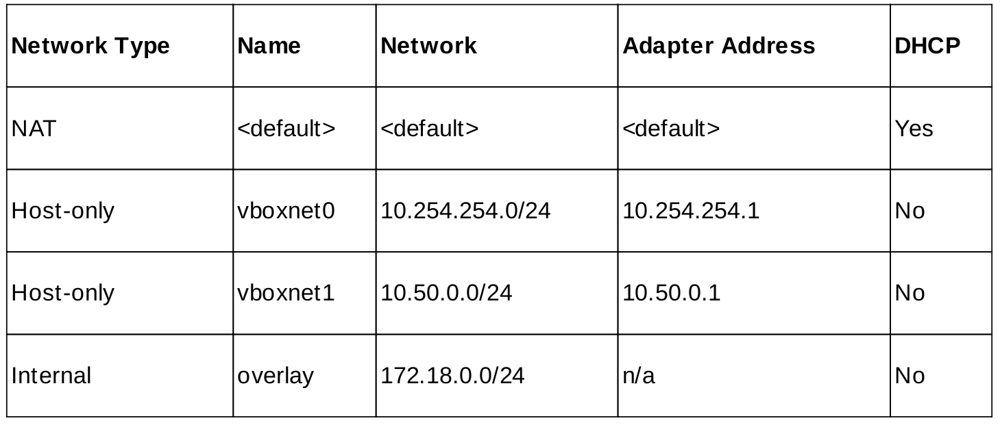 Network Type Name Network Adapter Address DHCP
NAT <default> <default> <default> Yes
Host-only vboxnet0 10.254.254.0/24 10.254.254.1 No
Host-only vboxnet1 10.50.0.0/24 10.50.0.1 No
Internal overlay 172.18.0.0/24 n/a No